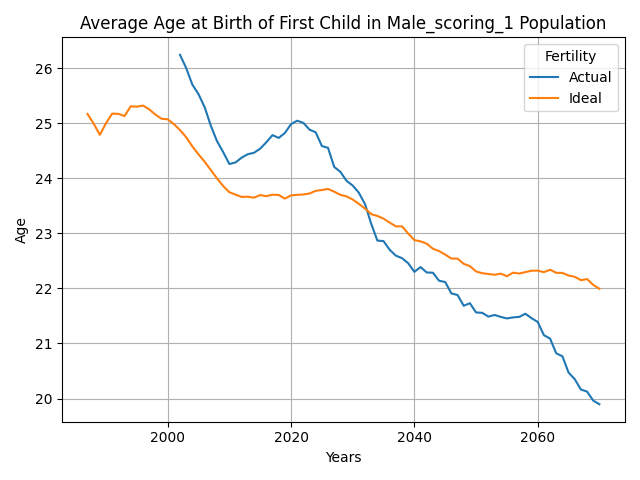 Average Age at Birth of First Child in Male_scoring_1 Population
Fertility
Actual
Ideal
Age
26
25
24
23
22
21
20
2000
2020
2040
2060
Years